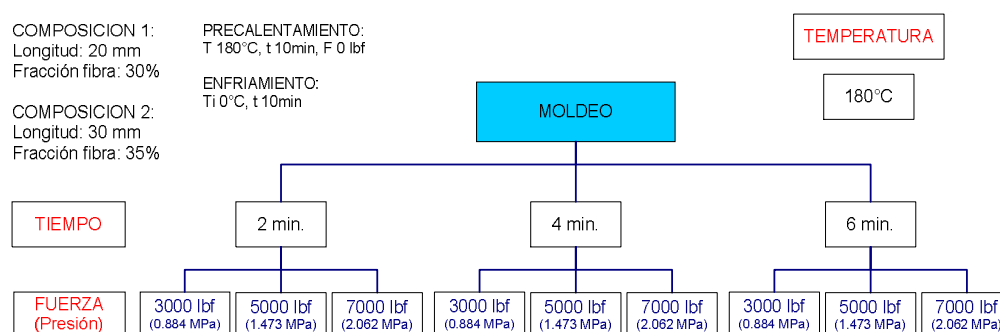 COMPOSICION 1:
Longitud: 20 mm
Fracción fibra: 30%
COMPOSICION 2:
Longitud: 30 mm
Fracción fibra: 35%
PRECALENTAMIENTO:
T 180°C, t 10min, F 0 lbf
ENFRIAMIENTO:
Ti 0°C, t 10min
TEMPERATURA
180°C
MOLDEO
TIEMPO
2 min.
4 min.
6 min.
FUERZA
(Presión)
3000 lbf
(0.884 MPa)
5000 lbf
(1.473 MPa)
7000 lbf
(2.062 MPa)
3000 lbf
(0.884 MPa)
5000 lbf
(1.473 MPa)
7000 lbf
(2.062 MPa)
3000 lbf
(0.884 MPa)
5000 lbf
(1.473 MPa)
7000 lbf
(2.062 MPa)